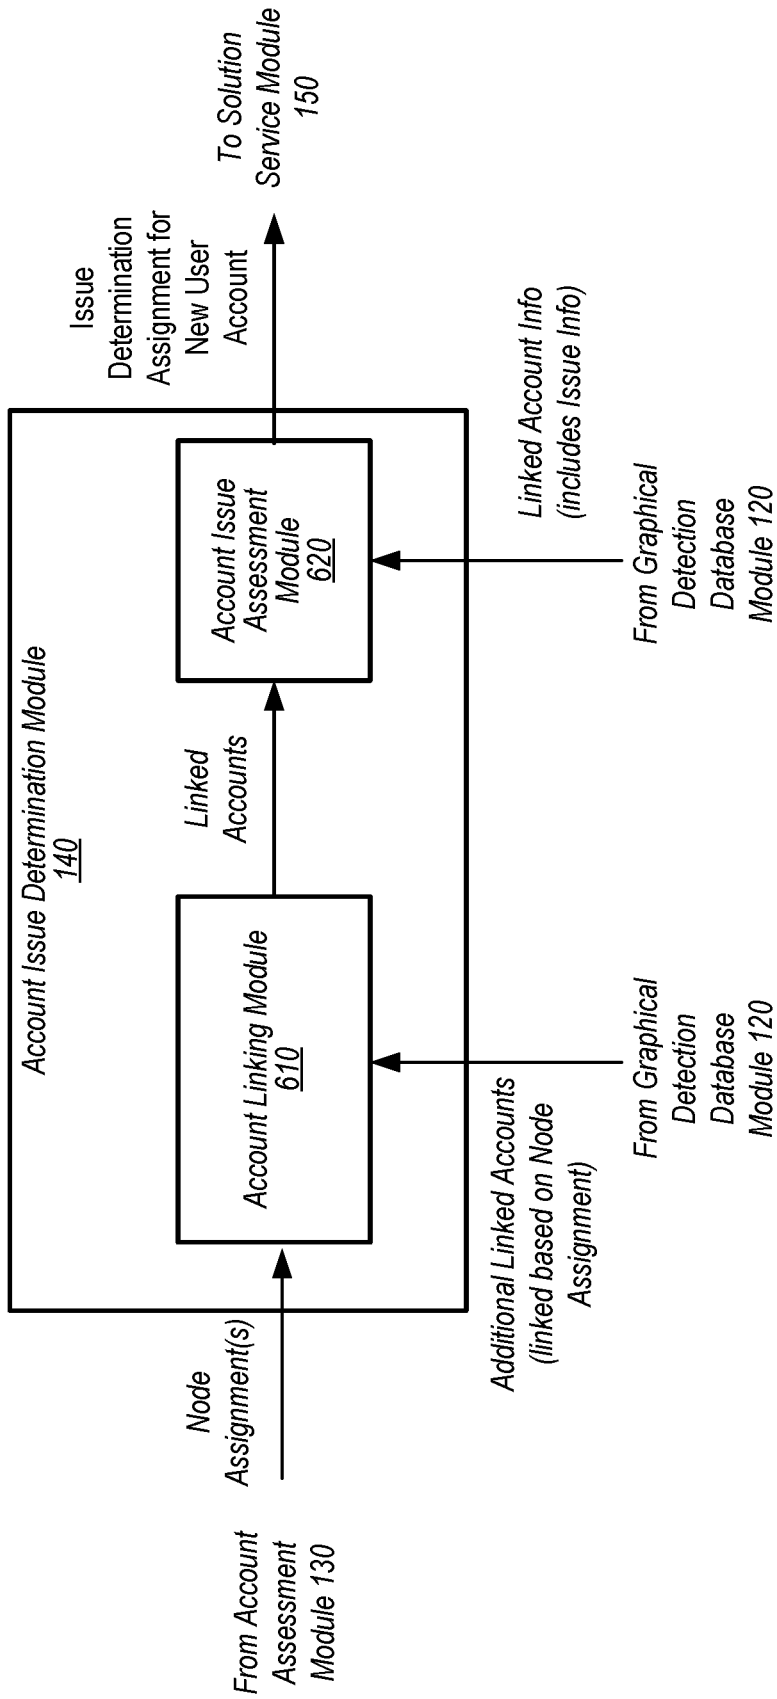 Account Issue Determination Module
140
From Account
Assessment
Module 130
Node
Assignment(s)
Account Linking Module
610
Linked
Accounts
Account Issue
Assessment
Module
620
Issue
Determination
Assignment for
New User
Account
To Solution
Service Module
150
Additional Linked Accounts
(linked based on Node
Assignment)
From Graphical
Detection
Database
Module 120
Linked Account Info
(includes Issue Info)
From Graphical
Detection
Database
Module 120